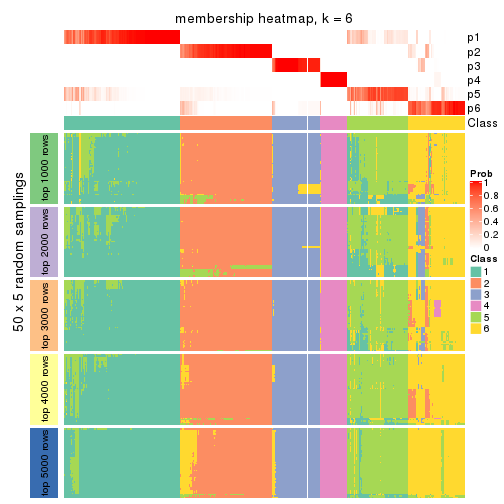 membership heatmap, k = 6
p1
p2
p3
p4
p5
p6
Class
50 x 5 random samplings
top 1000 rows
top 2000 rows
top 3000 rows
top 4000 rows
top 5000 rows
Prob
1
0.8
0.6
0.4
0.2
0
Class
1
2
3
4
5
6